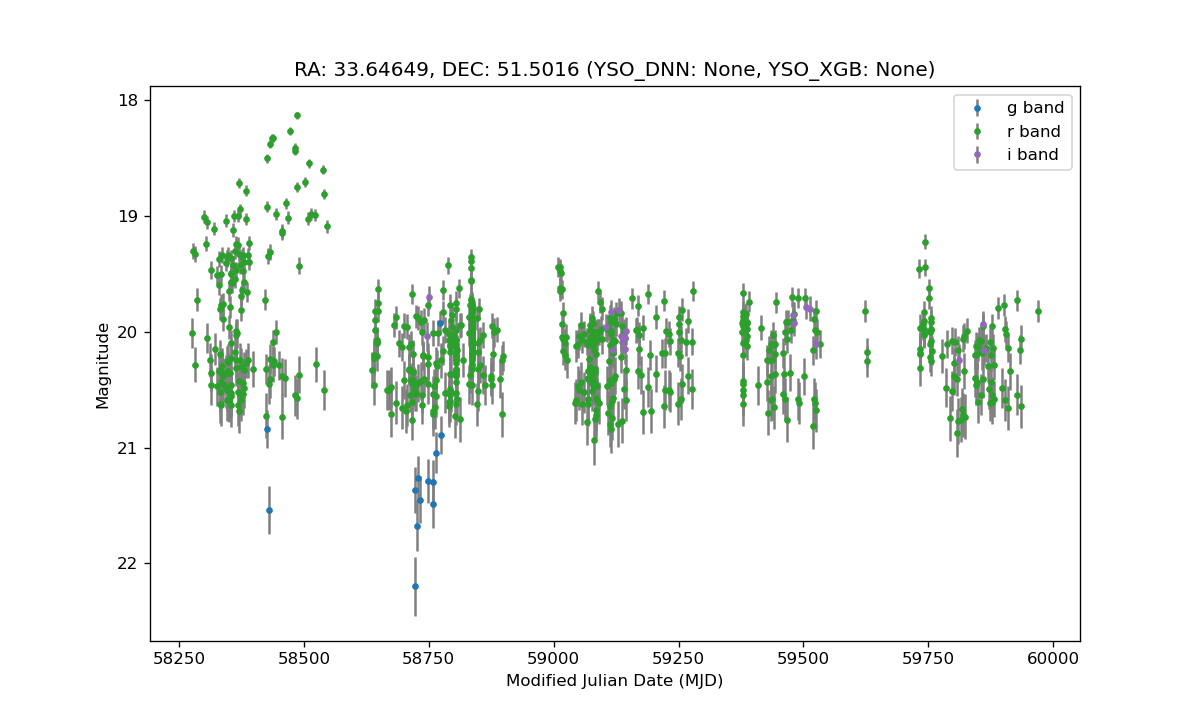 RA: 33.64649, DEC: 51.5016 (YSO_DNN: None, YSO_XGB: None)
g band
r band
i band
Magnitude
18
19
20
21
22
58250 58500 58750 59000 59250 59500 59750 60000
Modified Julian Date (MJD)